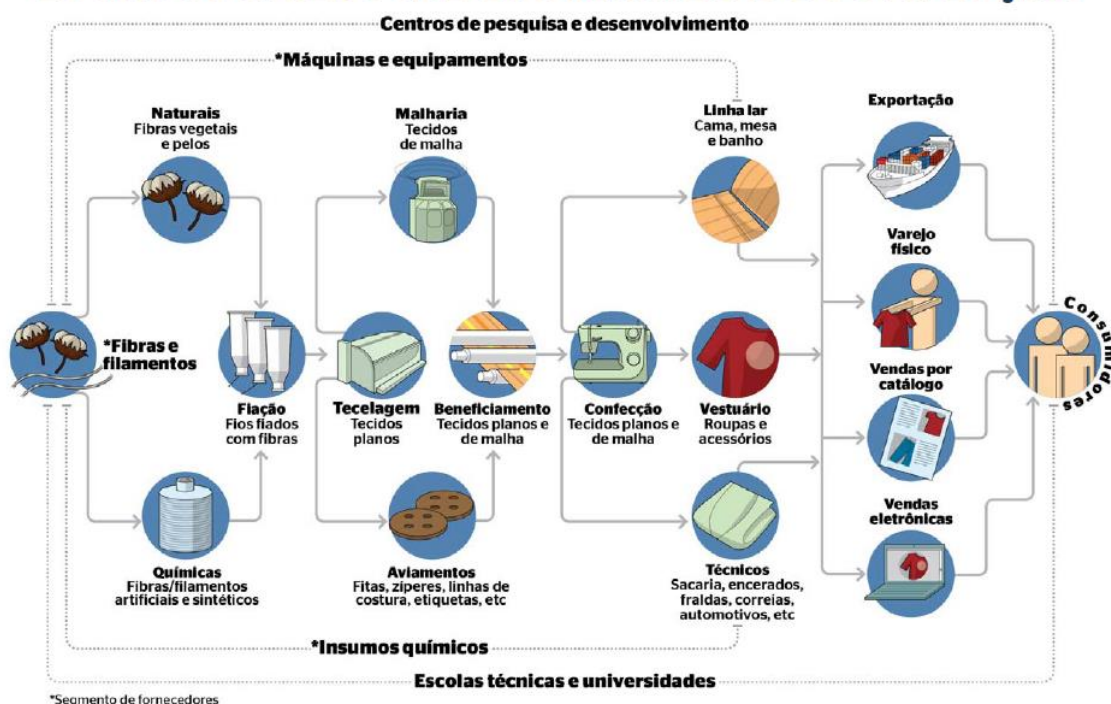 Centros de pesquisa e desenvolvimento
*Máquinas e equipamentos
Naturais
Fibras vegetais
e pelos
Malharia
Tecidos
de malha
Linha lar
Cama, mesa
e banho
Exportação
Varejo
físico
*Fibras e
filamentos
Fiação
Fios fiados
com fibras
Tecelagem
Tecidos
planos
Beneficiamento
Tecidos planos e
de malha
Confecção
Tecidos planos e
de malha
Vestuário
Roupas e
acessórios
Vendas por
catálogo
Consumidores
Vendas
eletrônicas
Químicas
Fibras/filamentos
artificiais e sintéticos
Aviamentos
Fitas, zíperes, linhas de
costura, etiquetas, etc
Técnicos
Sacaria, encerados,
fraldas, correias,
automotivos, etc
*Insumos químicos
Escolas técnicas e universidades
*Segmento de fornecedores